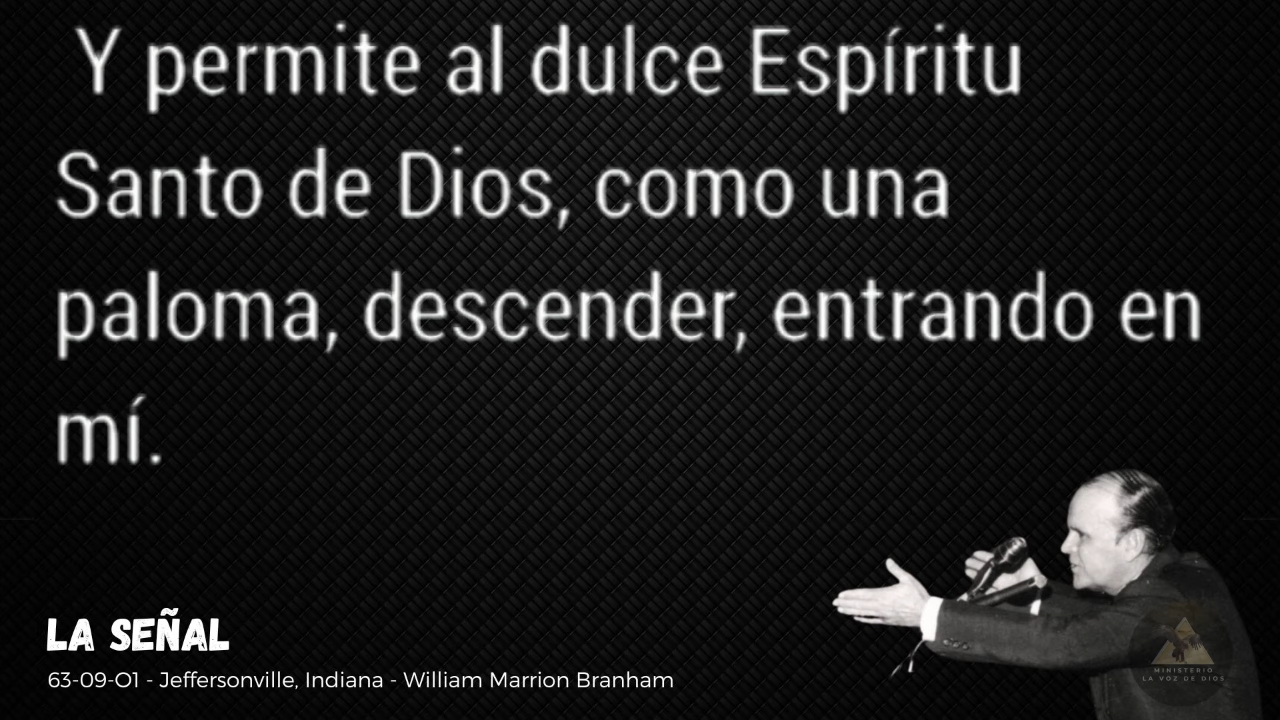 Y permite al dulce Espíritu
Santo de Dios, como una
paloma, descender, entrando en
mí.
LA SEÑAL
63-09-01 - Jeffersonville, Indiana - William Marrion Branham
MINISTERIO
LA VOZ DE DIOS